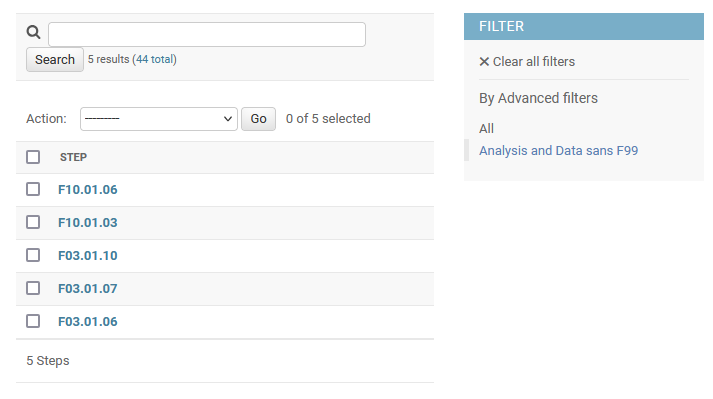 Search 5 results (44 total)
Action: --------- Go 0 of 5 selected
STEP
F10.01.06
F10.01.03
F03.01.10
F03.01.07
F03.01.06
5 Steps
FILTER
✕ Clear all filters
By Advanced filters
All
Analysis and Data sans F99